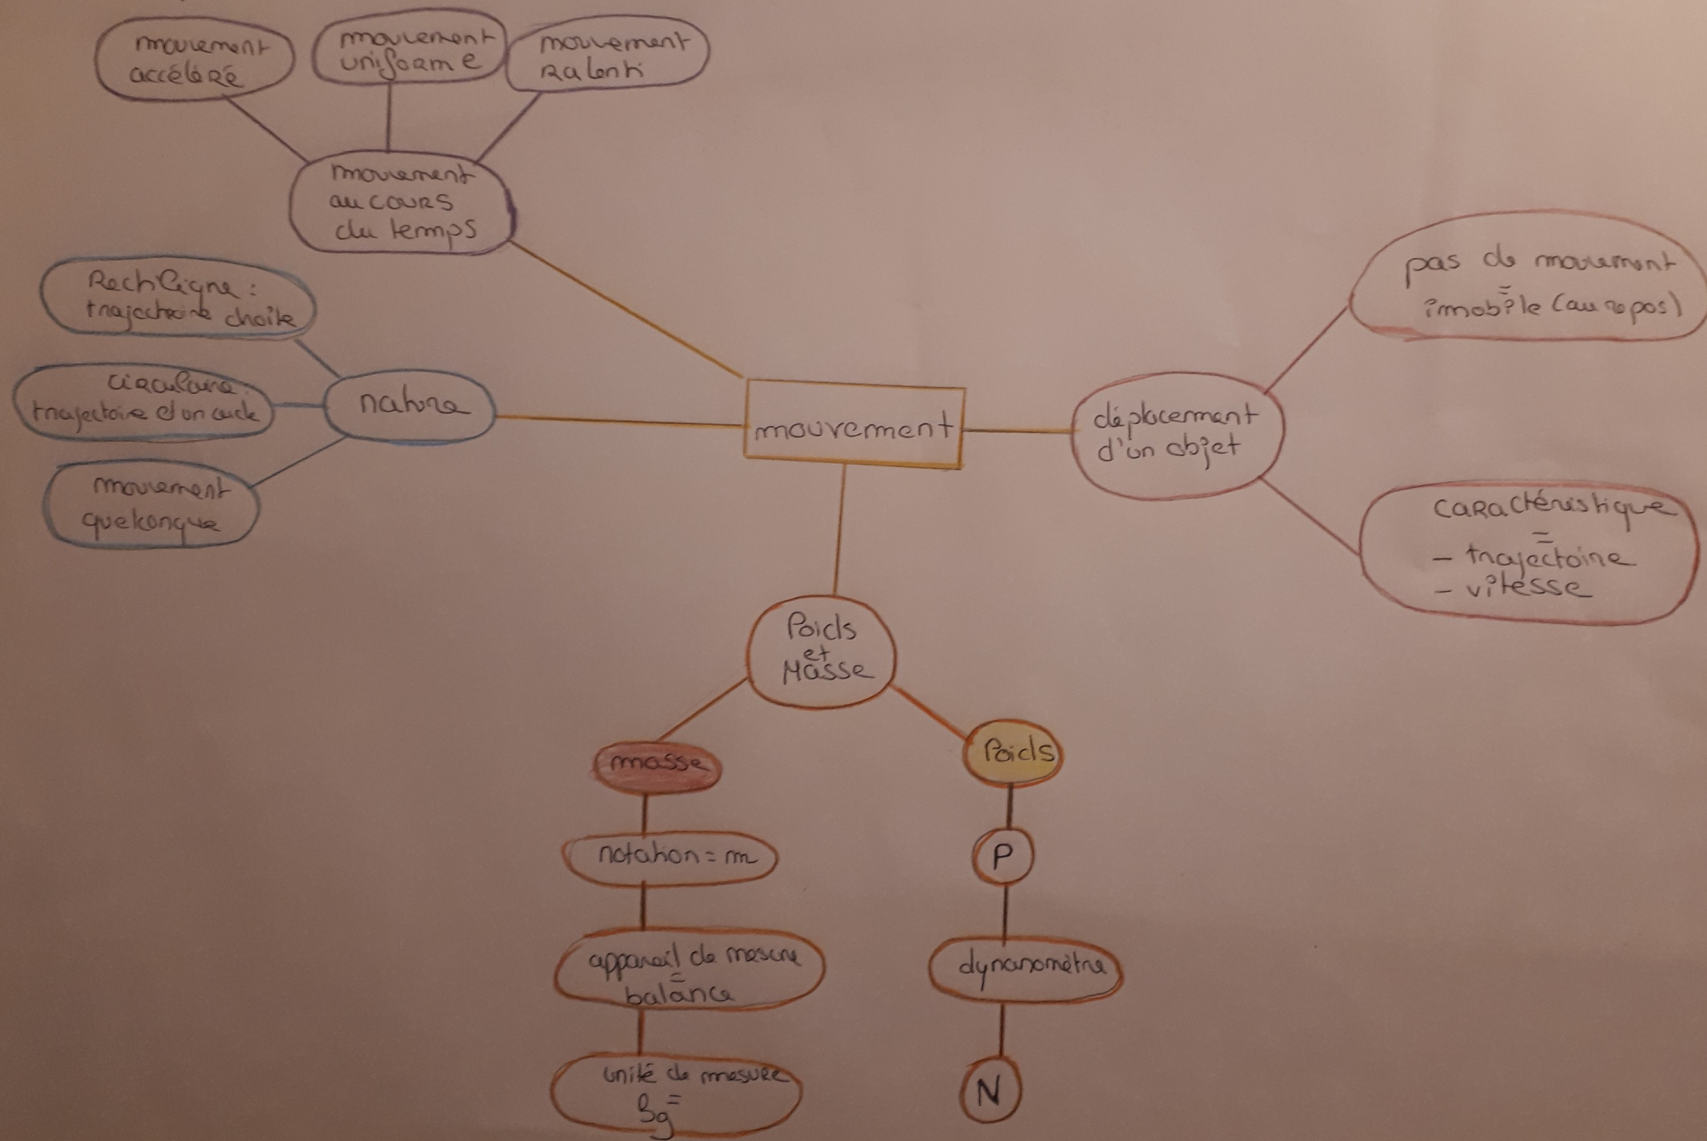 mouvement
accéléré
mouvement
uniforme
mouvement
Ralenti
mouvement
au cours
du temps
Rectiligne :
trajectoire droite
circulaire :
trajectoire d'un cercle
mouvement
quelconque
nature
mouvement
déplacement
d'un objet
pas de mouvement
=
immobile (au repos)
caractéristique
=
- trajectoire
- vitesse
Poids
et
Masse
masse
notation = m
appareil de mesure
=
balance
unité de mesure
=
kg
Poids
P
dynanomètre
N